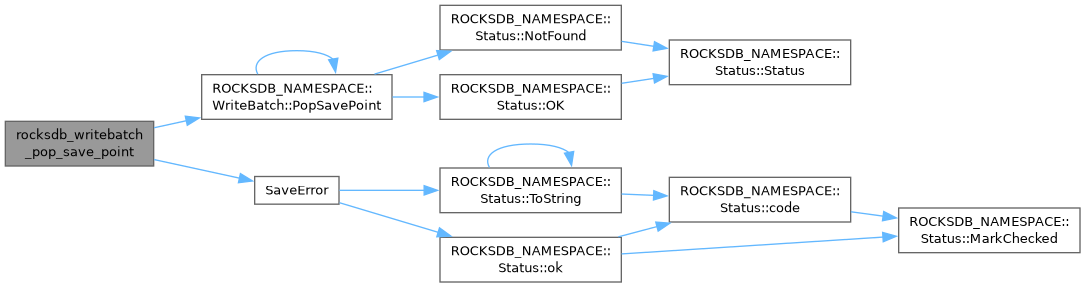 rocksdb_writebatch
_pop_save_point
ROCKSDB_NAMESPACE::
WriteBatch::PopSavePoint
ROCKSDB_NAMESPACE::
Status::NotFound
ROCKSDB_NAMESPACE::
Status::OK
ROCKSDB_NAMESPACE::
Status::Status
SaveError
ROCKSDB_NAMESPACE::
Status::ToString
ROCKSDB_NAMESPACE::
Status::ok
ROCKSDB_NAMESPACE::
Status::code
ROCKSDB_NAMESPACE::
Status::MarkChecked